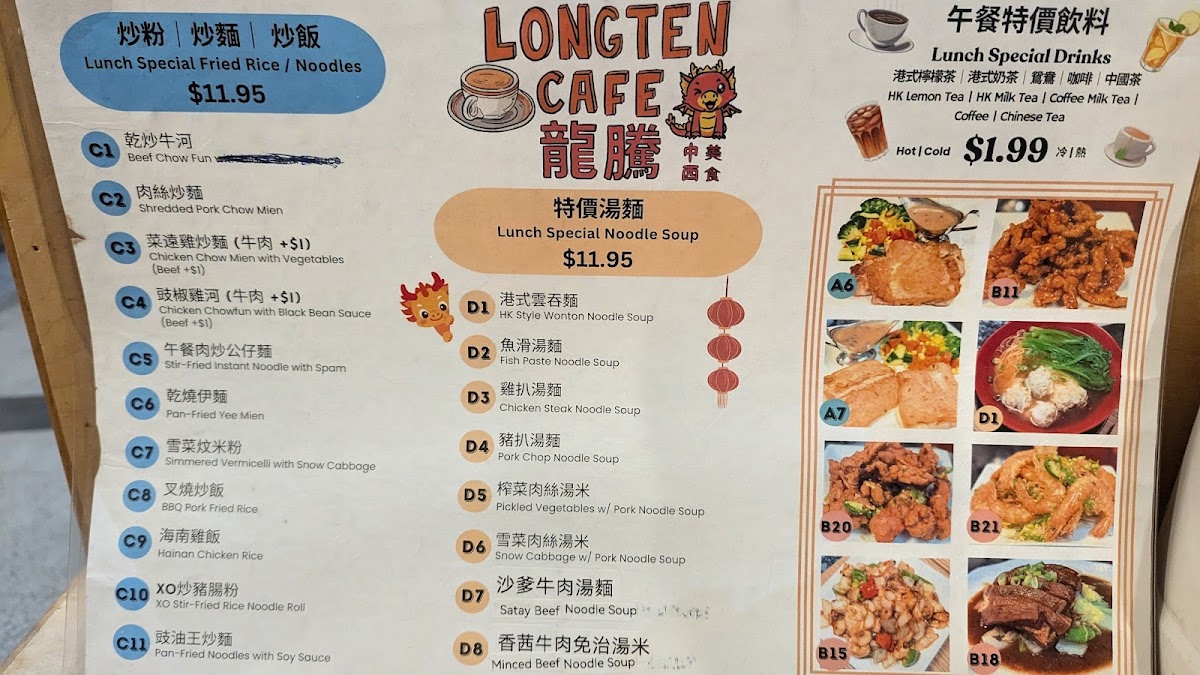 炒粉 | 炒麵 | 炒飯
Lunch Special Fried Rice / Noodles
$11.95
C1 乾炒牛河
Beef Chow Fun
C2 肉絲炒麵
Shredded Pork Chow Mien
C3 菜遠雞炒麵 (牛肉 +$1)
Chicken Chow Mien with Vegetables
(Beef +$1)
C4 豉椒雞河 (牛肉 +$1)
Chicken Chowfun with Black Bean Sauce
(Beef +$1)
C5 午餐肉炒公仔麵
Stir-Fried Instant Noodle with Spam
C6 乾燒伊麵
Pan-Fried Yee Mien
C7 雪菜炆米粉
Simmered Vermicelli with Snow Cabbage
C8 叉燒炒飯
BBQ Pork Fried Rice
C9 海南雞飯
Hainan Chicken Rice
C10 XO炒豬腸粉
XO Stir-Fried Rice Noodle Roll
C11 豉油王炒麵
Pan-Fried Noodles with Soy Sauce
LONGTEN
CAFE
龍騰
中美
西食
特價湯麵
Lunch Special Noodle Soup
$11.95
D1 港式雲吞麵
HK Style Wonton Noodle Soup
D2 魚滑湯麵
Fish Paste Noodle Soup
D3 雞扒湯麵
Chicken Steak Noodle Soup
D4 豬扒湯麵
Pork Chop Noodle Soup
D5 榨菜肉絲湯米
Pickled Vegetables w/ Pork Noodle Soup
D6 雪菜肉絲湯米
Snow Cabbage w/ Pork Noodle Soup
D7 沙爹牛肉湯麵
Satay Beef Noodle Soup
D8 香茜牛肉免治湯米
Minced Beef Noodle Soup
午餐特價飲料
Lunch Special Drinks
港式檸檬茶 | 港式奶茶 | 鴛鴦 | 咖啡 | 中國茶
HK Lemon Tea | HK Milk Tea | Coffee Milk Tea |
Coffee | Chinese Tea
Hot | Cold $1.99 冷 | 熱
A6
B11
A7
D1
B20
B21
B15
B18